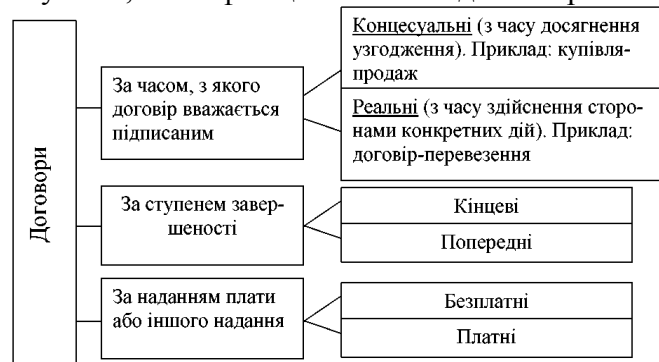 Договори
За часом, з якого
договір вважається
підписаним
Концесуальні (з часу досягнення
узгодження). Приклад: купівля-
продаж
Реальні (з часу здійснення сторо-
нами конкретних дій). Приклад:
договір-перевезення
За ступенем завер-
шеності
Кінцеві
Попередні
За наданням плати
або іншого надання
Безплатні
Платні